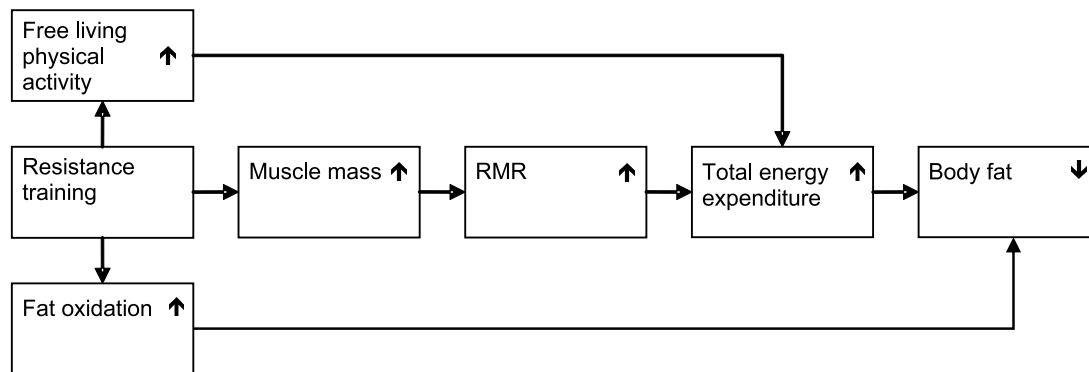 Free living
physical
activity
Resistance
training
Muscle mass
RMR
Total energy
expenditure
Body fat
Fat oxidation